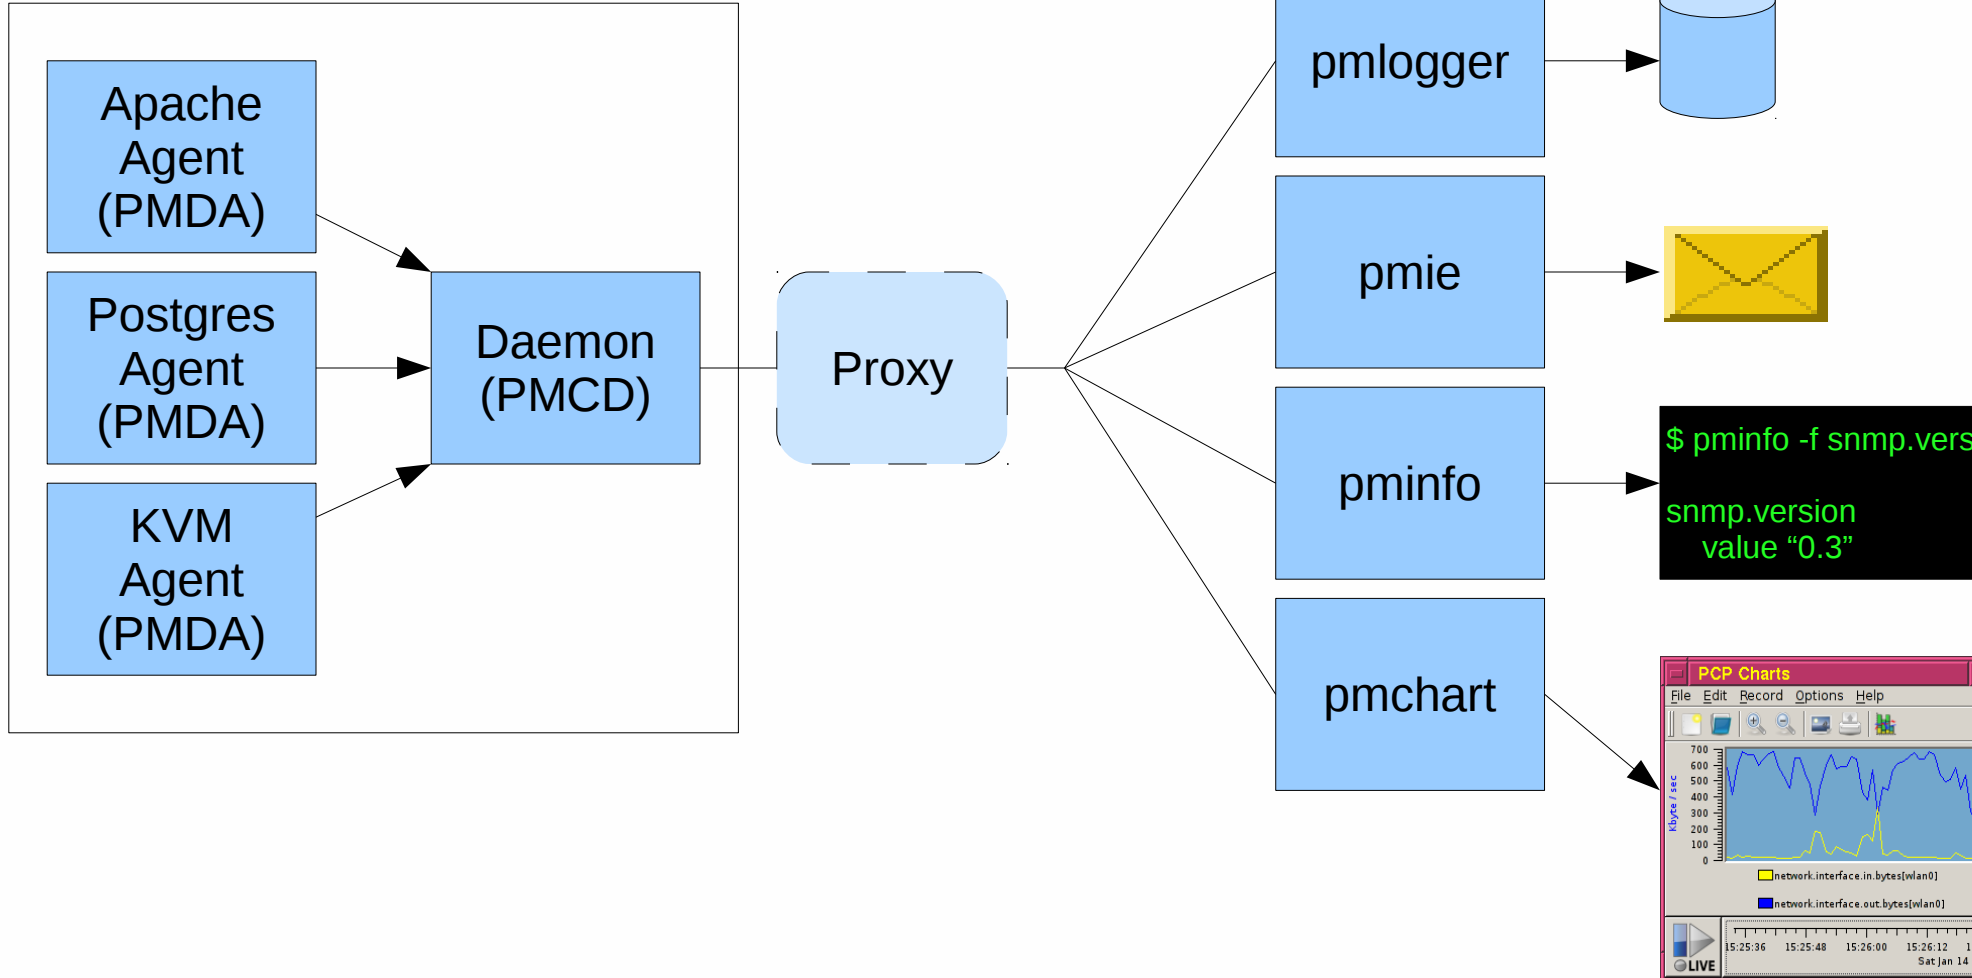 Apache
Agent
(PMDA)
Postgres
Agent
(PMDA)
KVM
Agent
(PMDA)
Daemon
(PMCD)
Proxy
pmlogger
pmie
pminfo
pmchart
$ pminfo -f snmp.vers
snmp.version
value “0.3”
PCP Charts
File Edit Record Options Help
Kbyte / sec
700
600
500
400
300
200
100
0
network.interface.in.bytes[wlan0]
network.interface.out.bytes[wlan0]
LIVE
15:25:36 15:25:48 15:26:00 15:26:12 1
Sat Jan 14